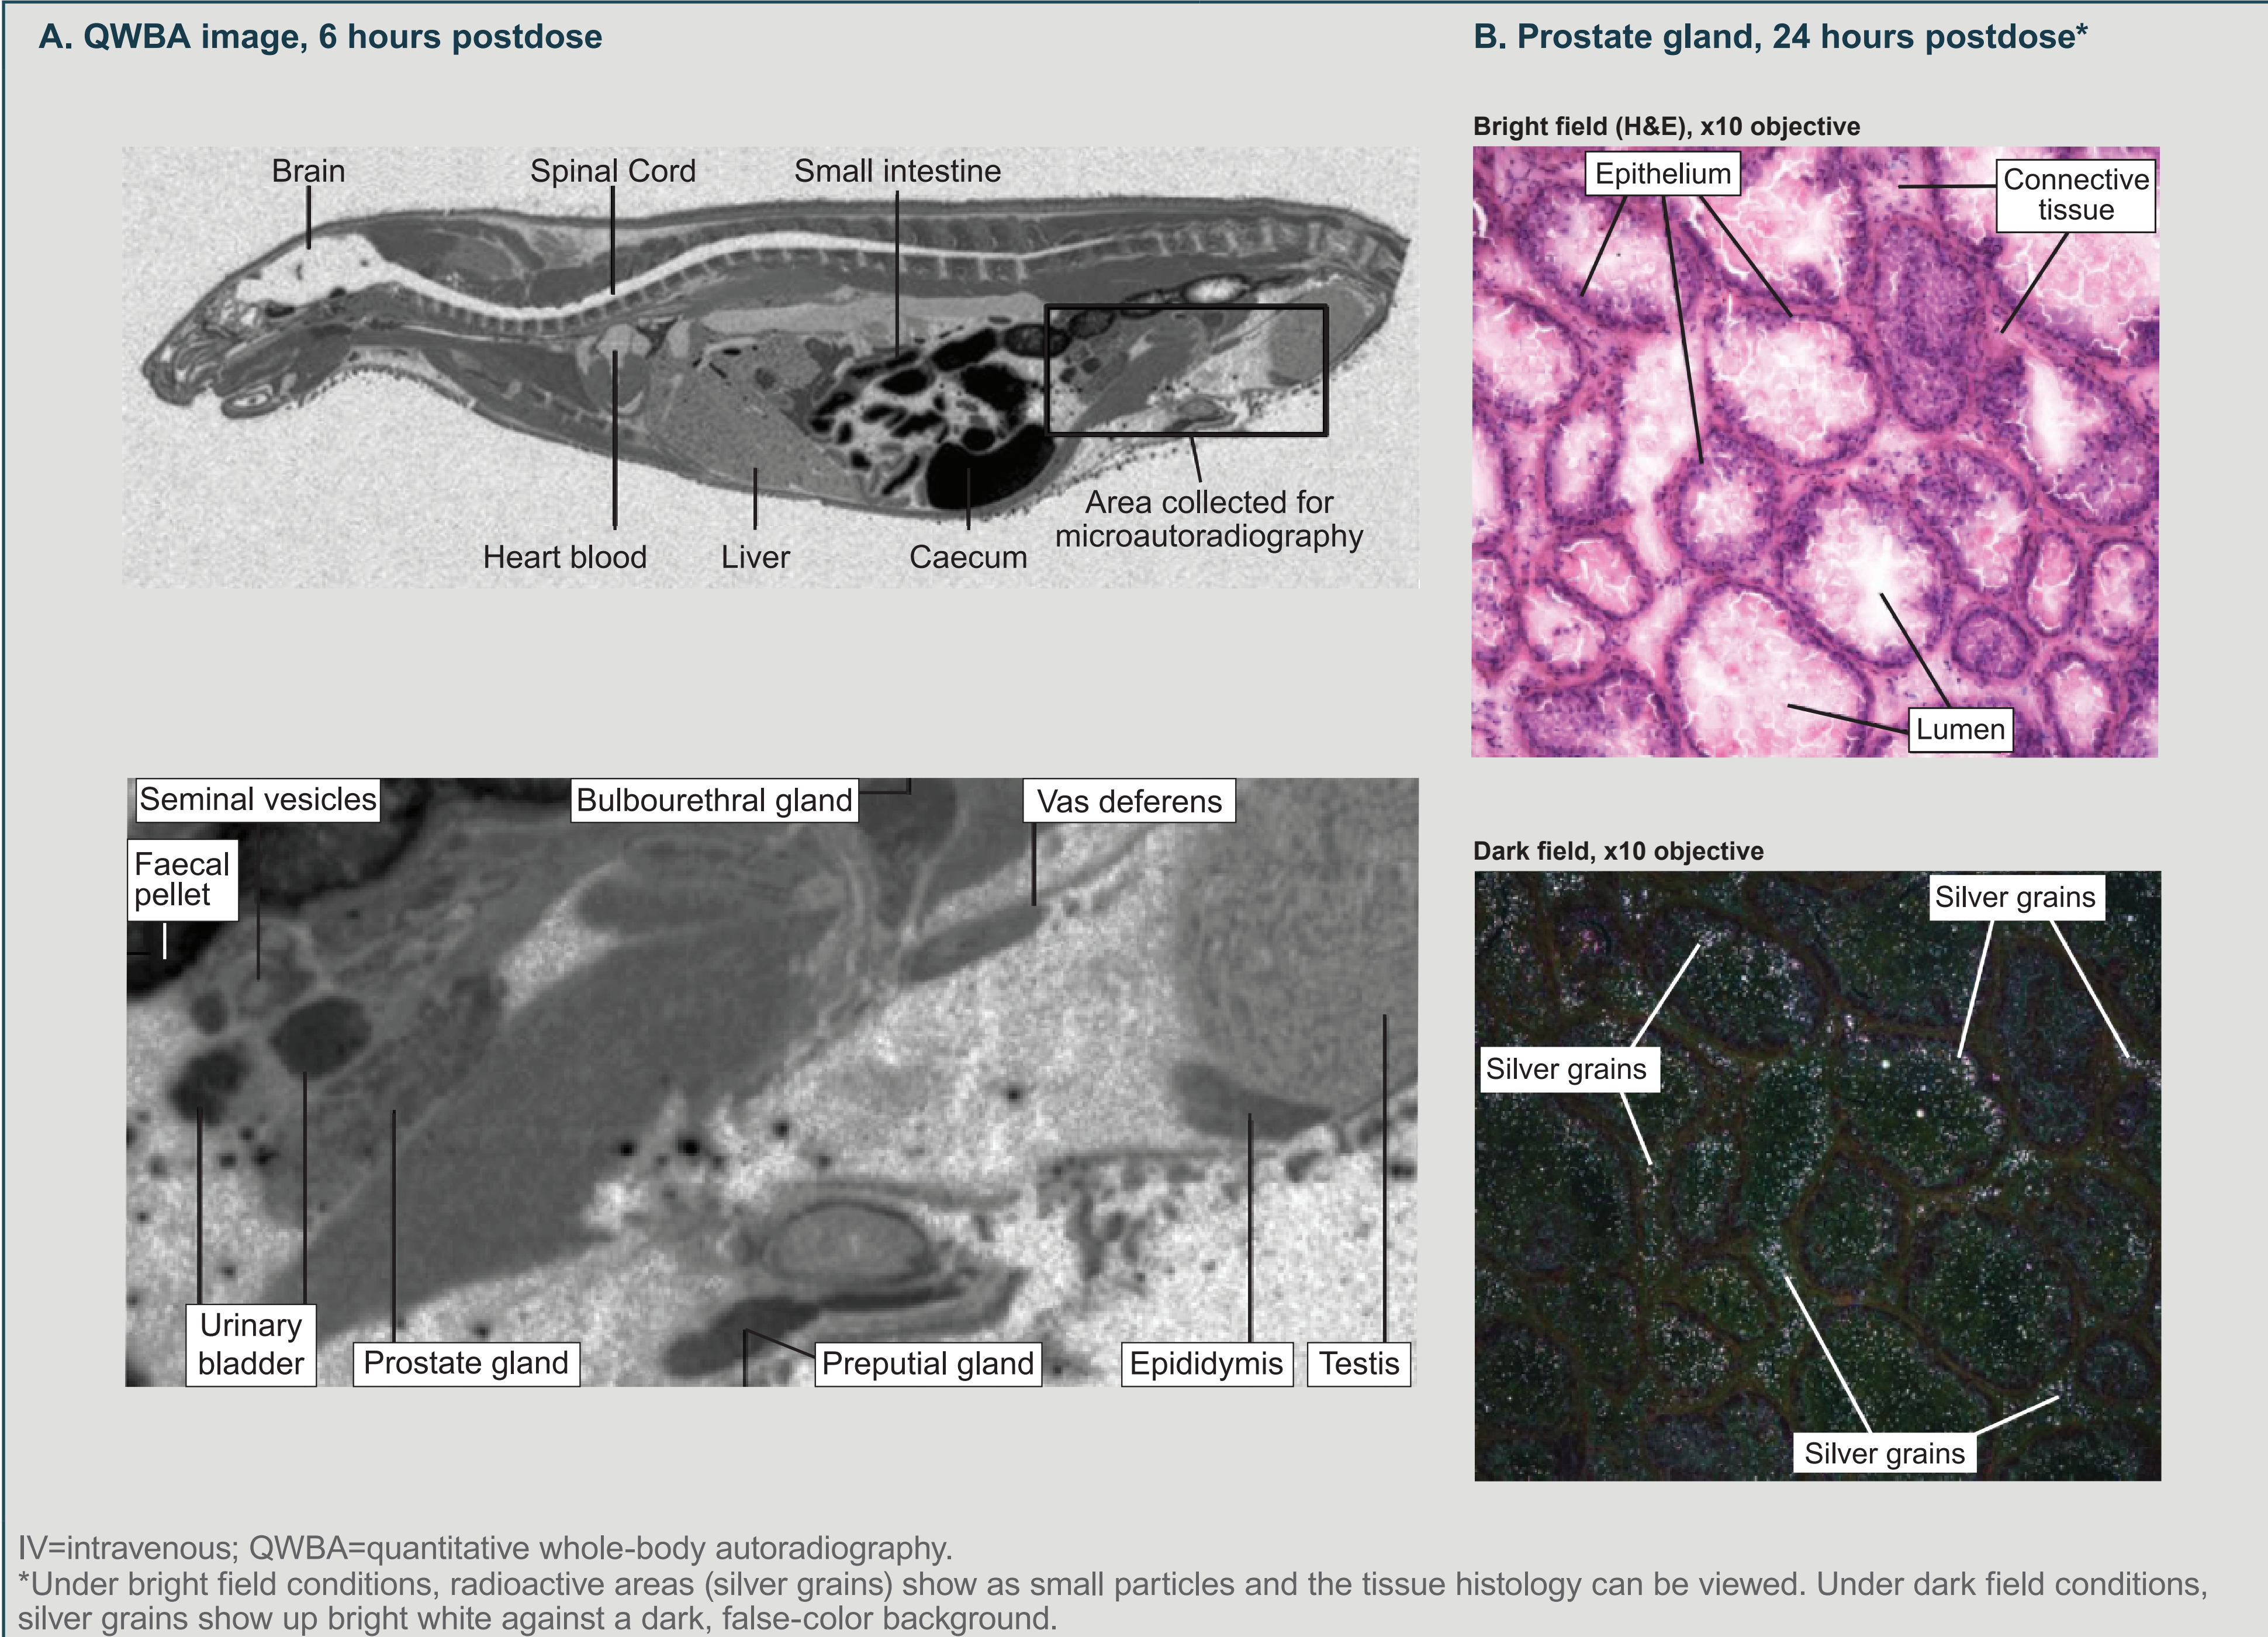 A. QWBA image, 6 hours postdose
Brain
Spinal Cord
Small intestine
Heart blood
Liver
Caecum
Area collected for
microautoradiography
Seminal vesicles
Bulbourethral gland
Vas deferens
Faecal
pellet
Urinary
bladder
Prostate gland
Preputial gland
Epididymis
Testis
B. Prostate gland, 24 hours postdose*
Bright field (H&E), x10 objective
Epithelium
Connective
tissue
Lumen
Dark field, x10 objective
Silver grains
Silver grains
Silver grains
IV=intravenous; QWBA=quantitative whole-body autoradiography.
*Under bright field conditions, radioactive areas (silver grains) show as small particles and the tissue histology can be viewed. Under dark field conditions,
silver grains show up bright white against a dark, false-color background.